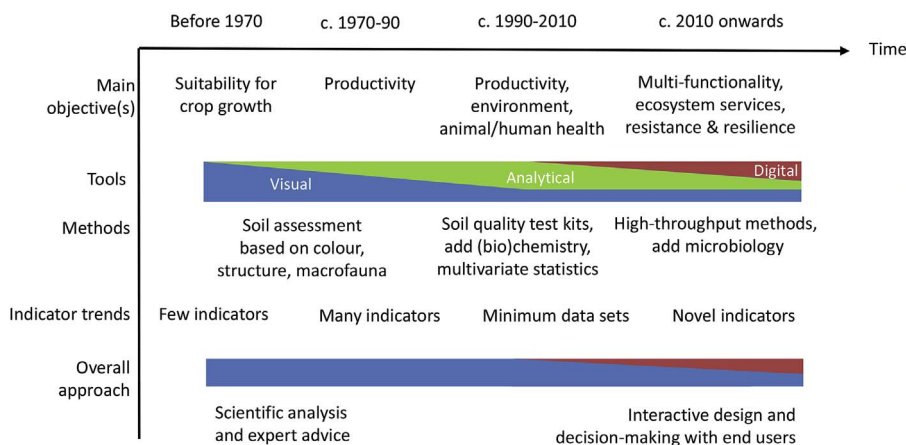 Before 1970
c. 1970-90
c. 1990-2010
c. 2010 onwards
Time
Main
objective(s)
Suitability for
crop growth
Productivity
Productivity,
environment,
animal/human health
Multi-functionality,
ecosystem services,
resistance & resilience
Tools
Visual
Analytical
Digital
Methods
Soil assessment
based on colour,
structure, macrofauna
Soil quality test kits,
add (bio)chemistry,
multivariate statistics
High-throughput methods,
add microbiology
Indicator trends
Few indicators
Many indicators
Minimum data sets
Novel indicators
Overall
approach
Scientific analysis
and expert advice
Interactive design and
decision-making with end users